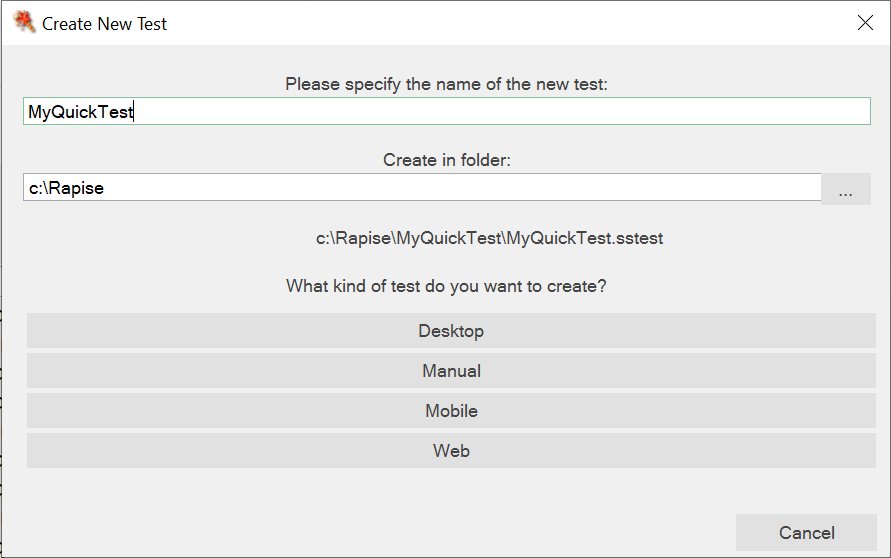 Create New Test
Please specify the name of the new test:
MyQuickTest
Create in folder:
c:\Rapise
...
c:\Rapise\MyQuickTest\MyQuickTest.sstest
What kind of test do you want to create?
Desktop
Manual
Mobile
Web
Cancel